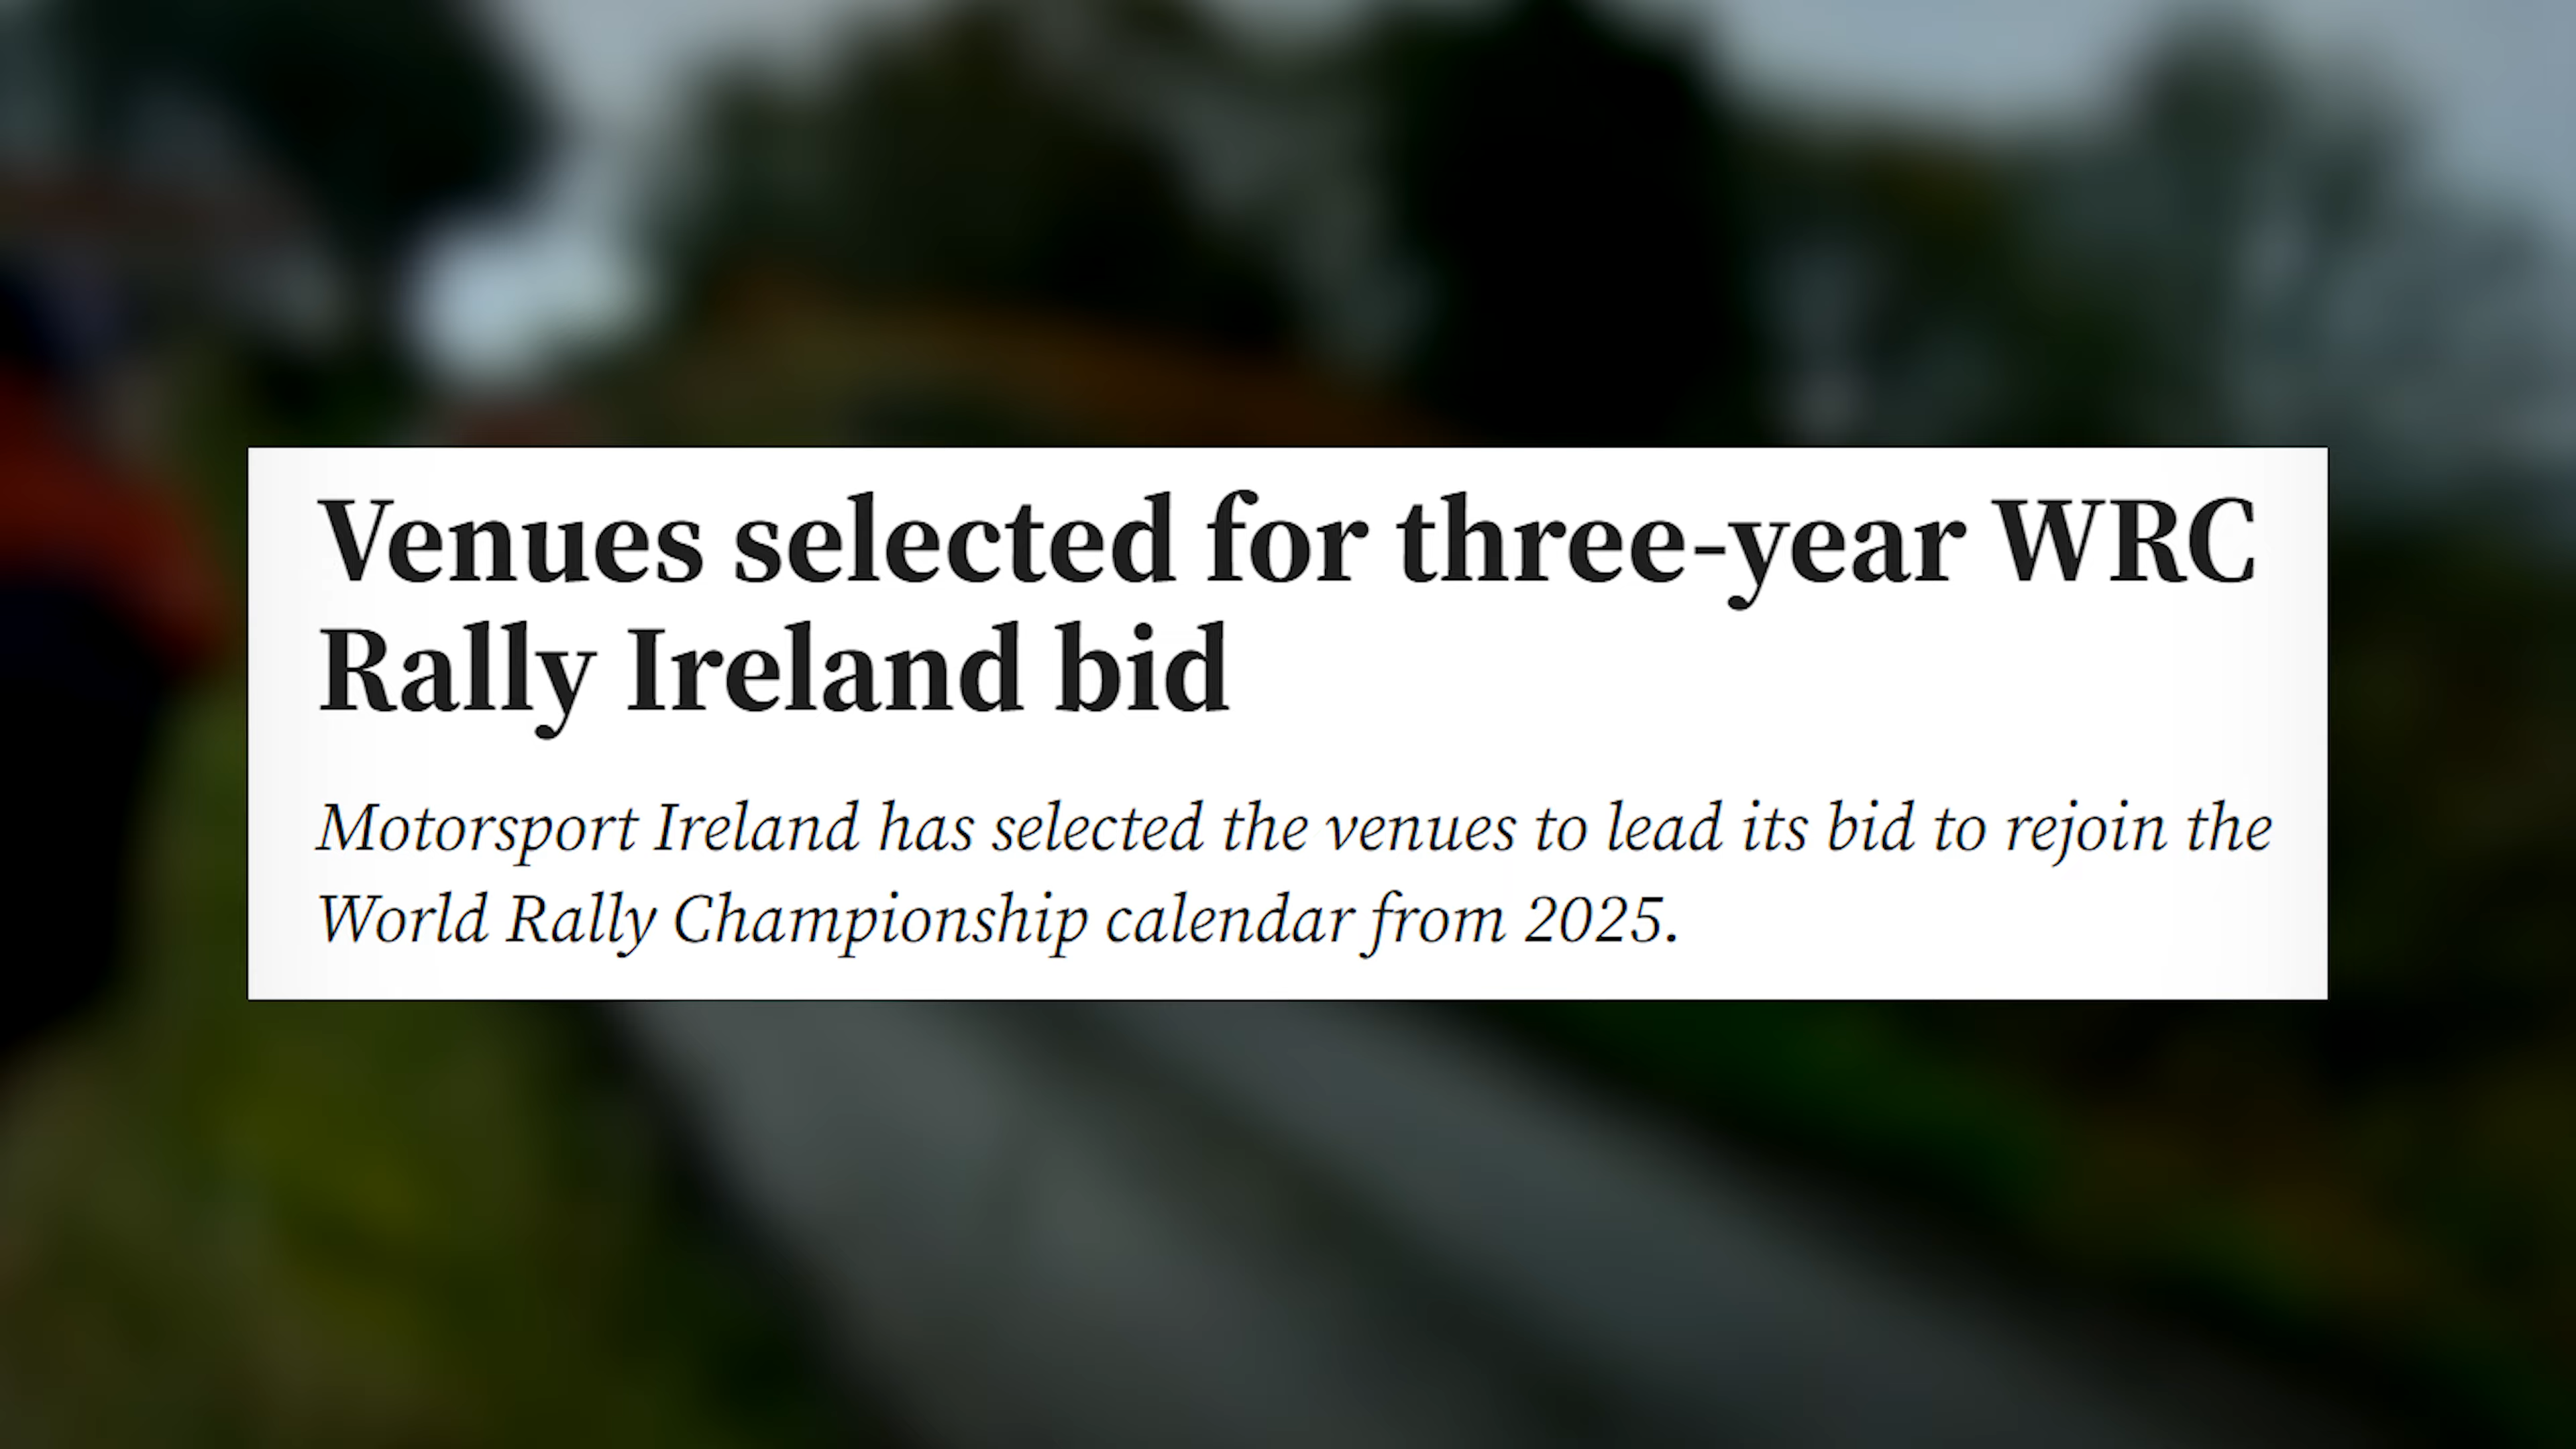 Venues selected for three-year WRC
Rally Ireland bid
Motorsport Ireland has selected the venues to lead its bid to rejoin the
World Rally Championship calendar from 2025.